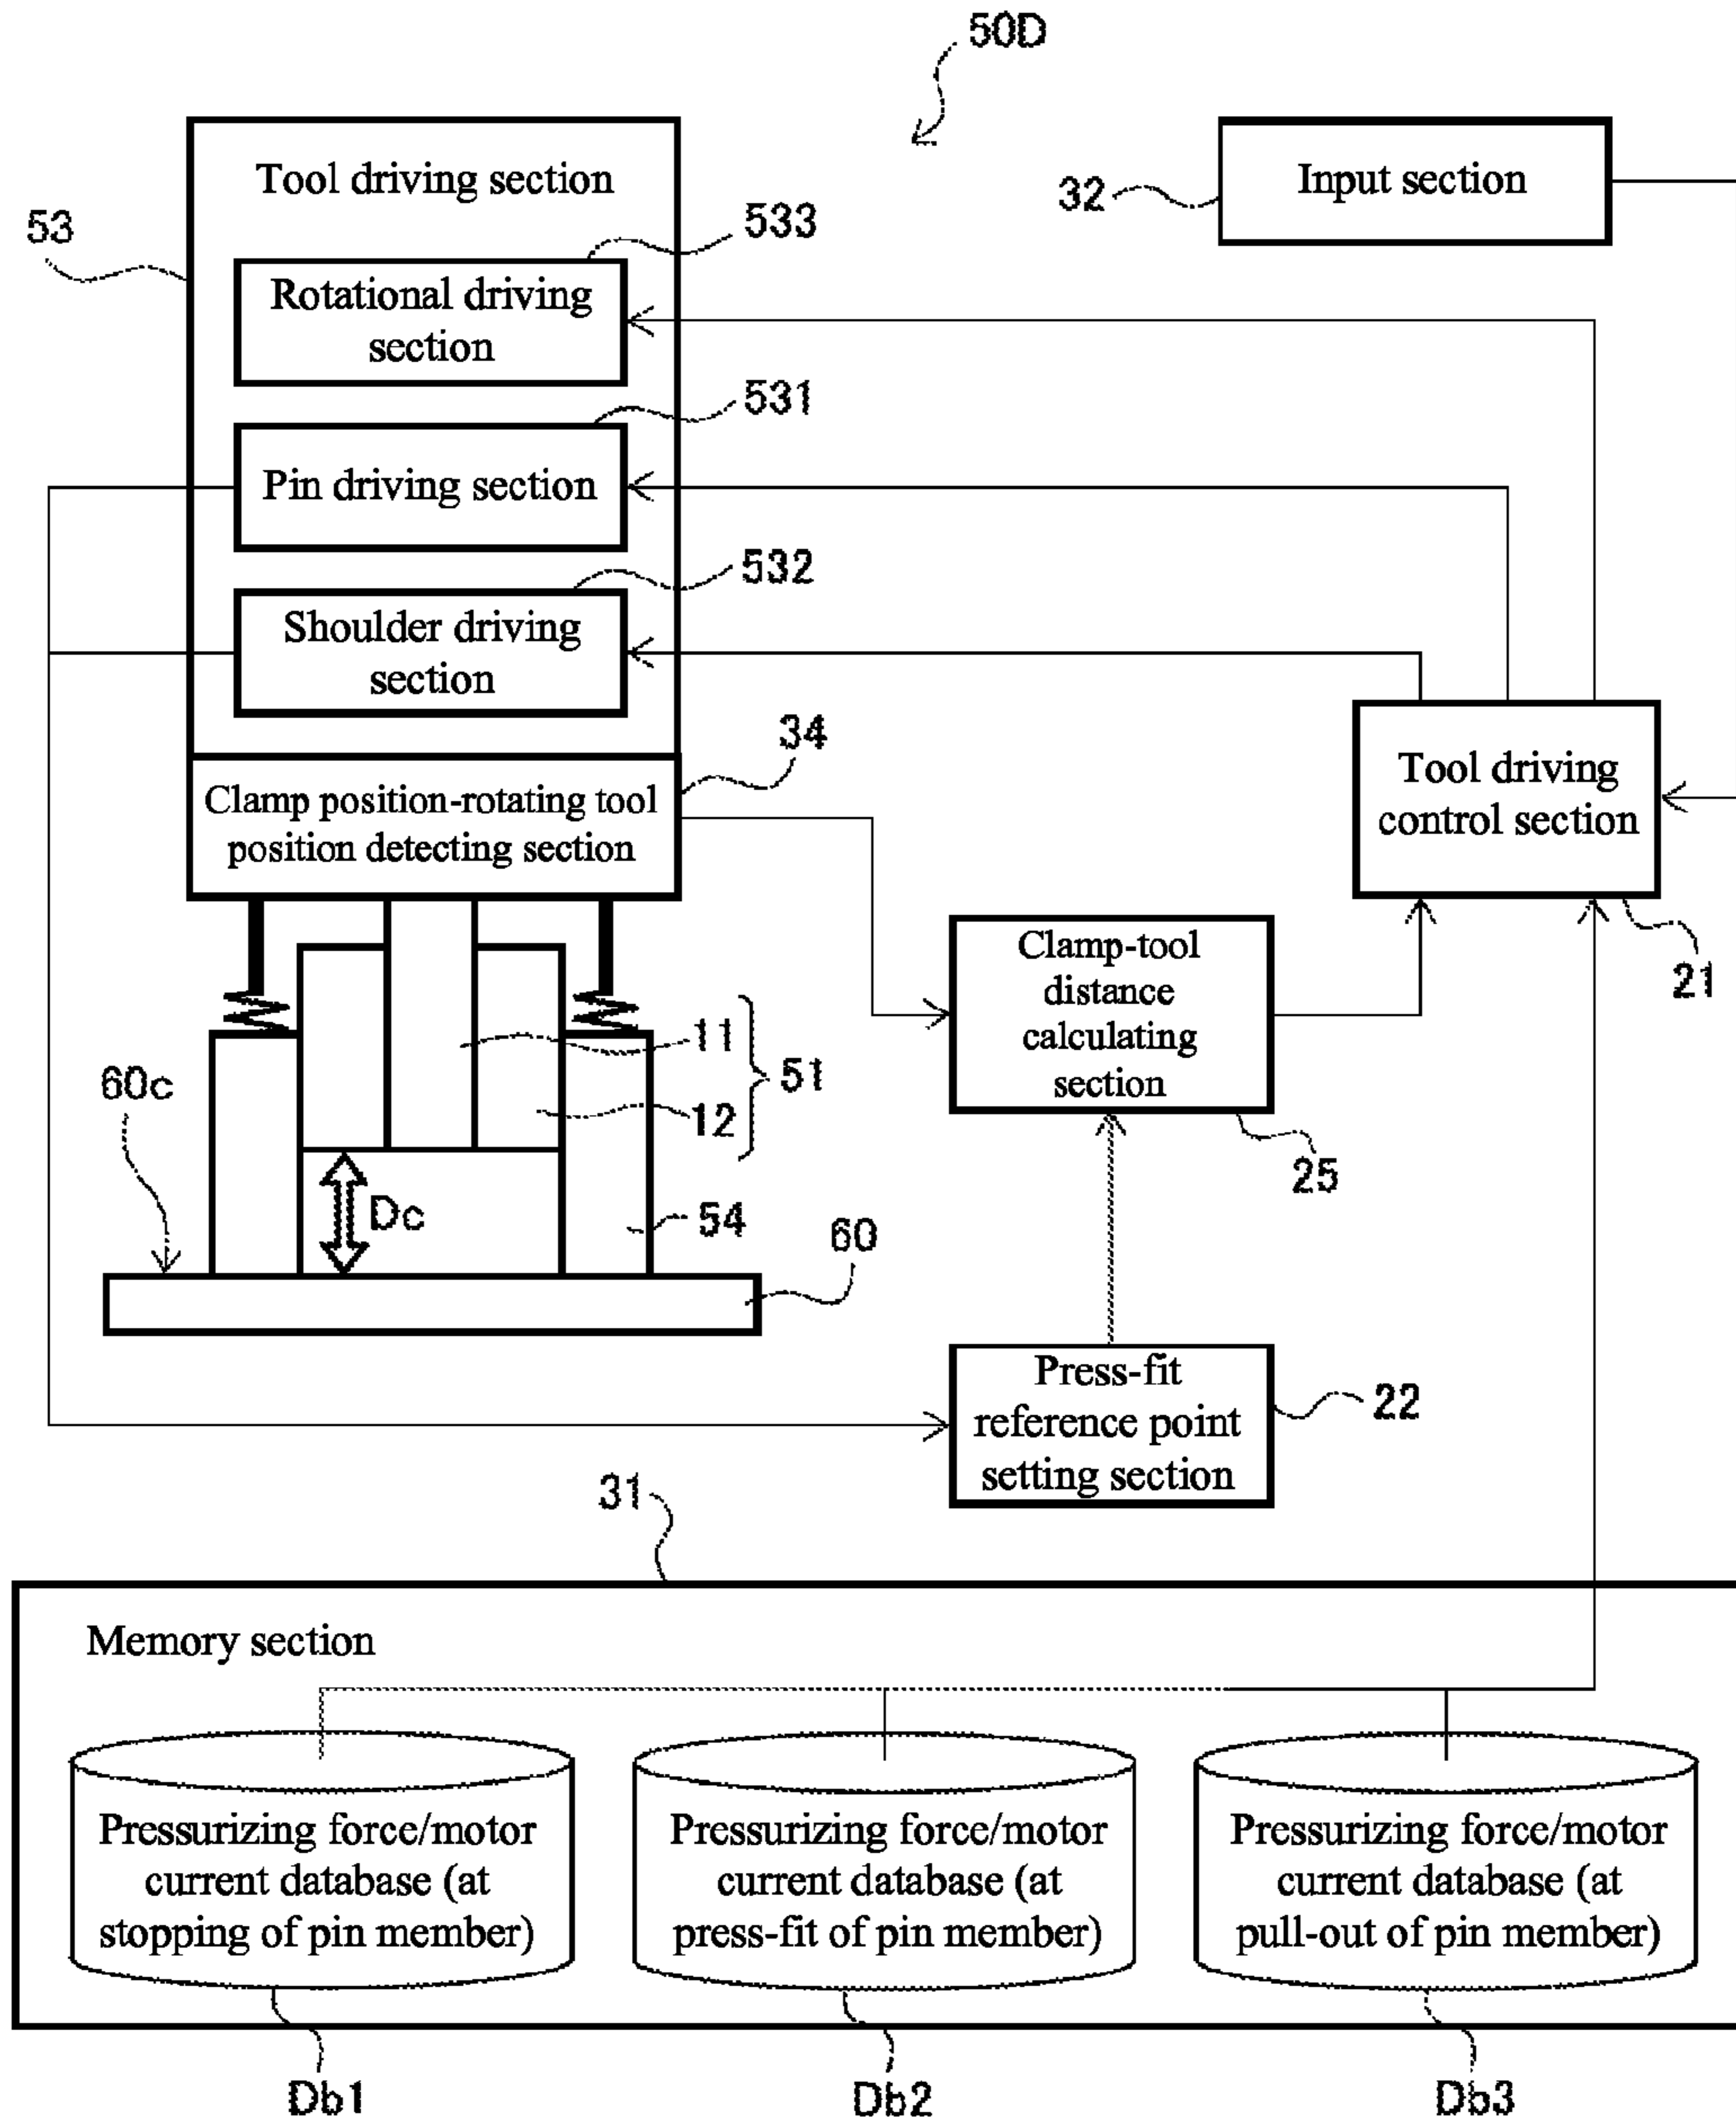 50D
Tool driving section
Input section
32
53
533
Rotational driving
section
531
Pin driving section
532
Shoulder driving
section
34
Clamp position-rotating tool
position detecting section
Tool driving
control section
21
Clamp-tool
distance
calculating
section
25
11
12
51
60c
Dc
54
60
Press-fit
reference point
setting section
22
31
Memory section
Pressurizing force/motor
current database (at
stopping of pin member)
Pressurizing force/motor
current database (at
press-fit of pin member)
Pressurizing force/motor
current database (at
pull-out of pin member)
Db1
Db2
Db3